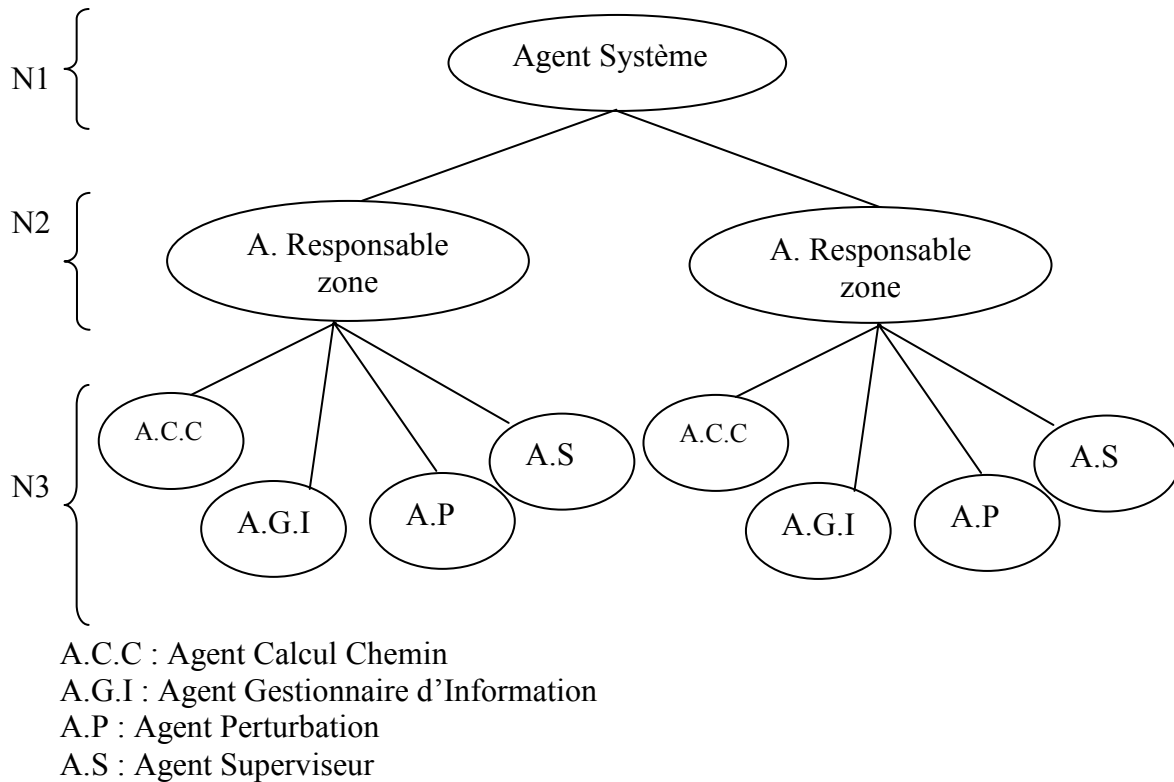 N1
Agent Système
N2
A. Responsable
zone
A. Responsable
zone
N3
A.C.C
A.G.I
A.P
A.S
A.C.C
A.G.I
A.P
A.S
A.C.C : Agent Calcul Chemin
A.G.I : Agent Gestionnaire d’Information
A.P : Agent Perturbation
A.S : Agent Superviseur